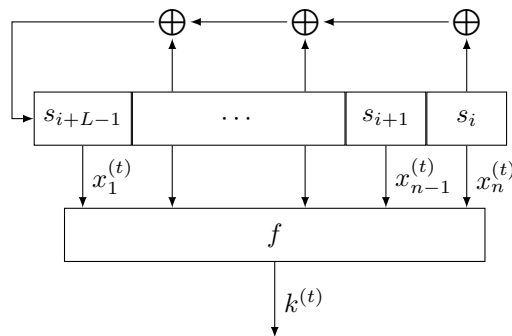 s_{i+L-1} ⋯ s_{i+1} s_i
x_1^{(t)} x_{n-1}^{(t)} x_n^{(t)}
f
k^{(t)}